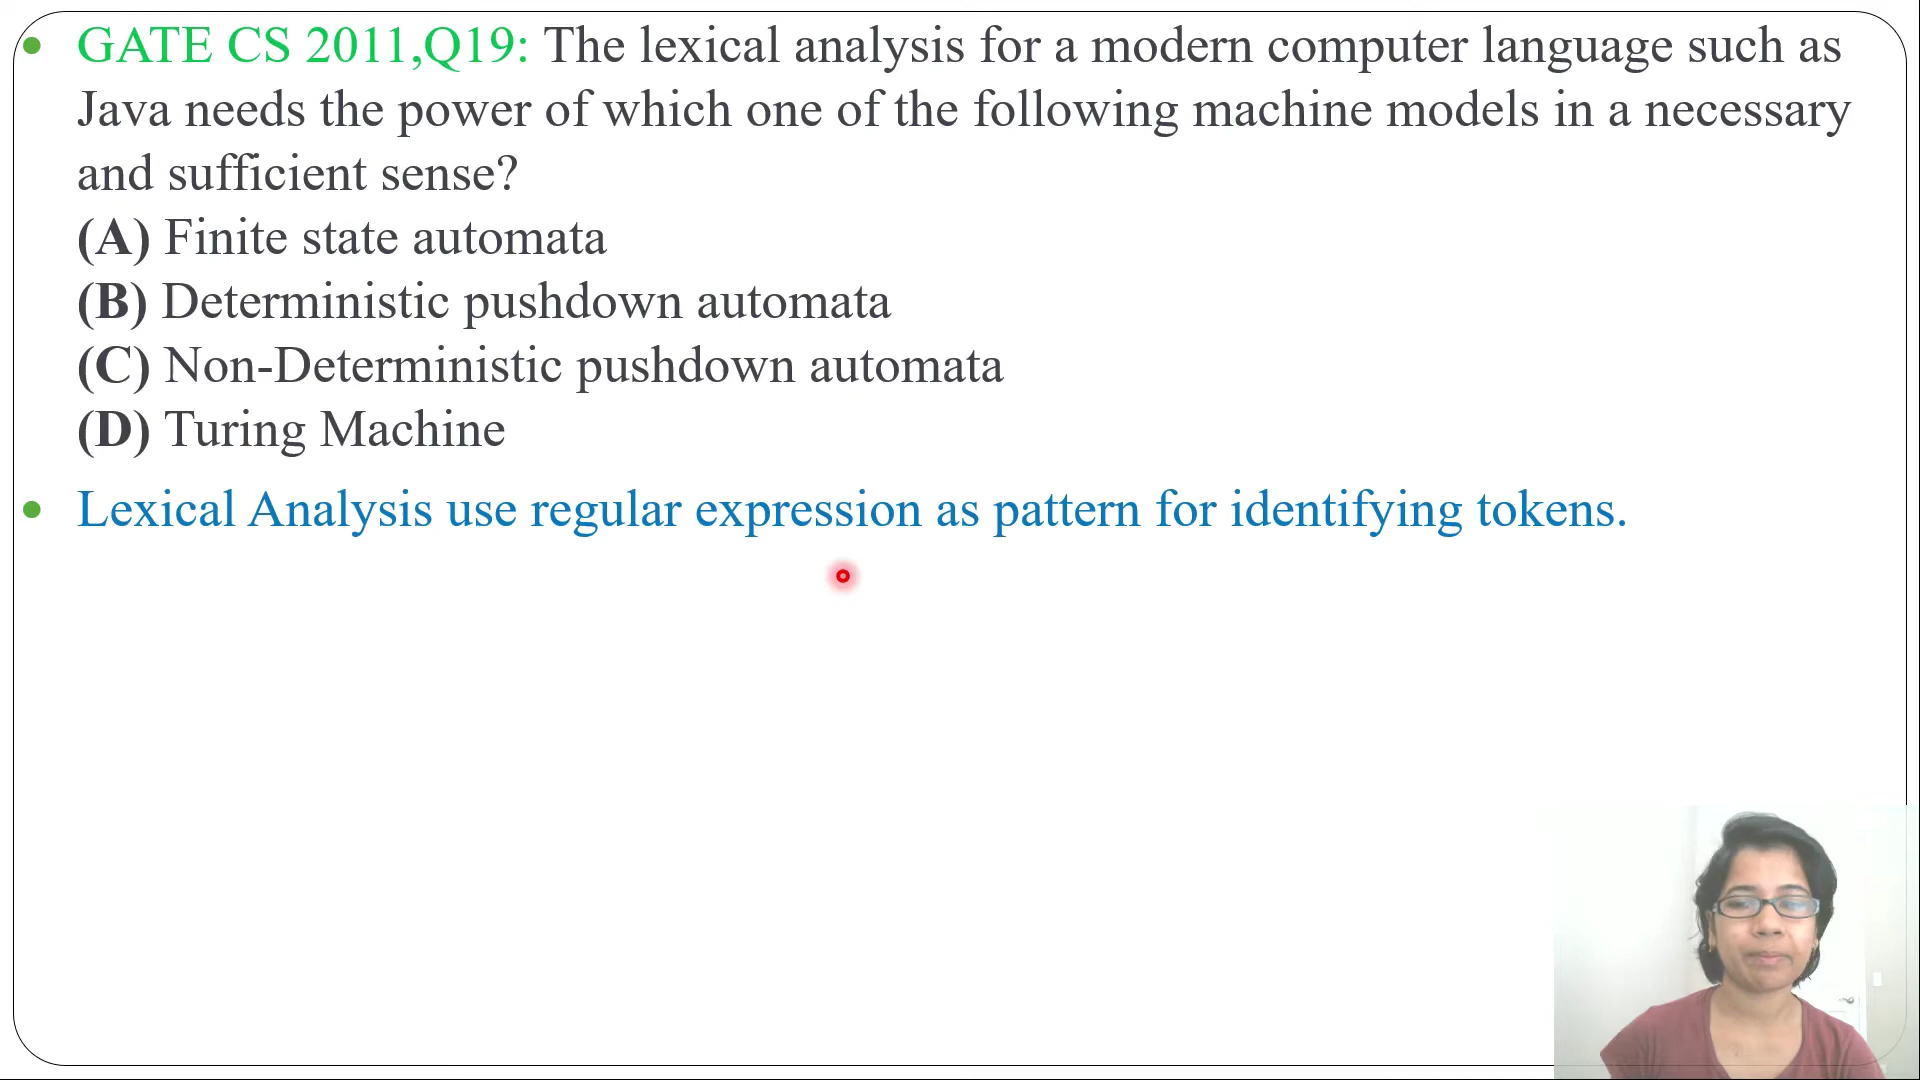 GATE CS 2011,Q19: The lexical analysis for a modern computer language such as
Java needs the power of which one of the following machine models in a necessary
and sufficient sense?
(A) Finite state automata
(B) Deterministic pushdown automata
(C) Non-Deterministic pushdown automata
(D) Turing Machine
Lexical Analysis use regular expression as pattern for identifying tokens.